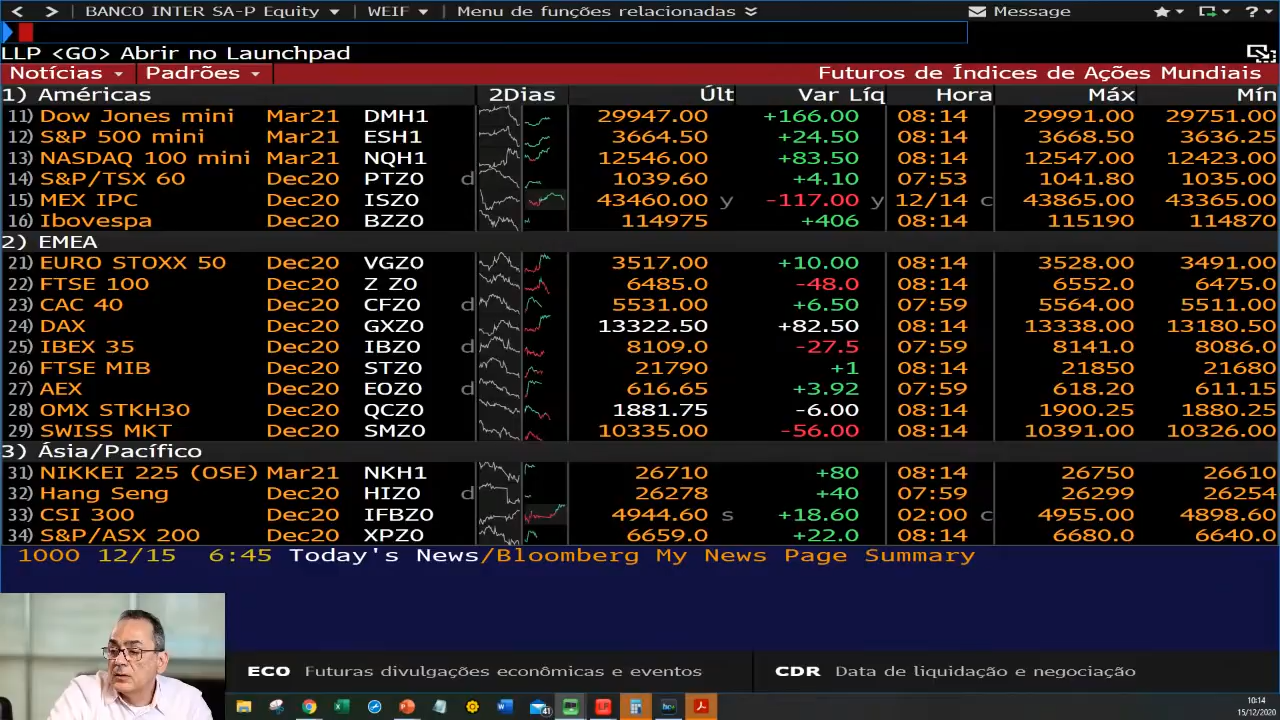 < > BANCO INTER SA-P Equity WEIF Menu de funções relacionadas Message ?
LLP <GO> Abrir no Launchpad
Notícias Padrões Futuros de Índices de Ações Mundiais
1) Américas 2Dias Últ Var Líq Hora Máx Mín
11) Dow Jones mini Mar21 DMH1 29947.00 +166.00 08:14 29991.00 29751.00
12) S&P 500 mini Mar21 ESH1 3664.50 +24.50 08:14 3668.50 3636.25
13) NASDAQ 100 mini Mar21 NQH1 12546.00 +83.50 08:14 12547.00 12423.00
14) S&P/TSX 60 Dec20 PTZ0 d 1039.60 +4.10 07:53 1041.80 1035.00
15) MEX IPC Dec20 ISZ0 43460.00 y -117.00 y 12/14 c 43865.00 43365.00
16) Ibovespa Dec20 BZZ0 114975 +406 08:14 115190 114870
2) EMEA
21) EURO STOXX 50 Dec20 VGZ0 3517.00 +10.00 08:14 3528.00 3491.00
22) FTSE 100 Dec20 Z Z0 6485.0 -48.0 08:14 6552.0 6475.0
23) CAC 40 Dec20 CFZ0 d 5531.00 +6.50 07:59 5564.00 5511.00
24) DAX Dec20 GXZ0 13322.50 +82.50 08:14 13338.00 13180.50
25) IBEX 35 Dec20 IBZ0 d 8109.0 -27.5 07:59 8141.0 8086.0
26) FTSE MIB Dec20 STZ0 21790 +1 08:14 21850 21680
27) AEX Dec20 EOZ0 d 616.65 +3.92 07:59 618.20 611.15
28) OMX STKH30 Dec20 QCZ0 1881.75 -6.00 08:14 1900.25 1880.25
29) SWISS MKT Dec20 SMZ0 10335.00 -56.00 08:14 10391.00 10326.00
3) Ásia/Pacífico
31) NIKKEI 225 (OSE) Mar21 NKH1 26710 +80 08:14 26750 26610
32) Hang Seng Dec20 HIZ0 d 26278 +40 07:59 26299 26254
33) CSI 300 Dec20 IFBZ0 4944.60 s +18.60 02:00 c 4955.00 4898.60
34) S&P/ASX 200 Dec20 XPZ0 6659.0 +22.0 08:14 6680.0 6640.0
1000 12/15 6:45 Today's News/Bloomberg My News Page Summary
ECO Futuras divulgações econômicas e eventos CDR Data de liquidação e negociação
10:14
15/12/2020